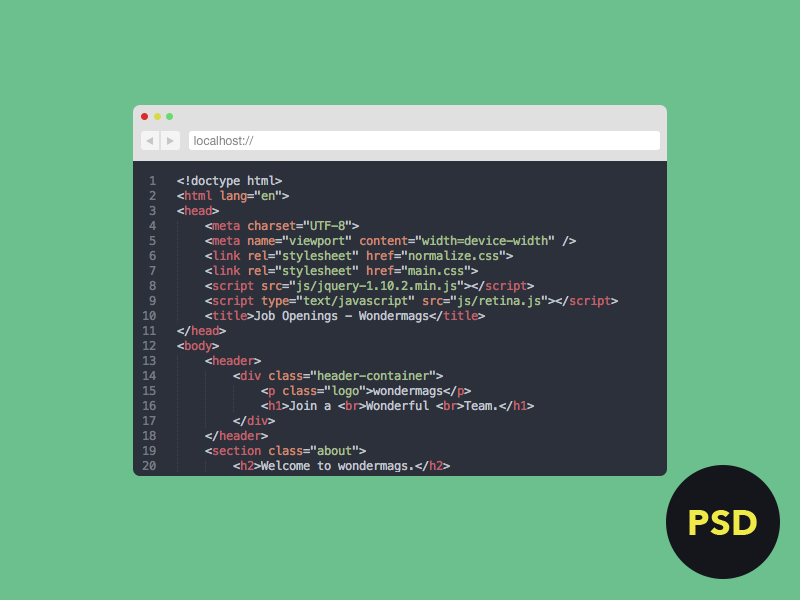 localhost://
1 <!doctype html>
2 <html lang="en">
3 <head>
4 <meta charset="UTF-8">
5 <meta name="viewport" content="width=device-width" />
6 <link rel="stylesheet" href="normalize.css">
7 <link rel="stylesheet" href="main.css">
8 <script src="js/jquery-1.10.2.min.js"></script>
9 <script type="text/javascript" src="js/retina.js"></script>
10 <title>Job Openings - Wondermags</title>
11 </head>
12 <body>
13 <header>
14 <div class="header-container">
15 <p class="logo">wondermags</p>
16 <h1>Join a <br>Wonderful <br>Team.</h1>
17 </div>
18 </header>
19 <section class="about">
20 <h2>Welcome to wondermags.</h2>
PSD